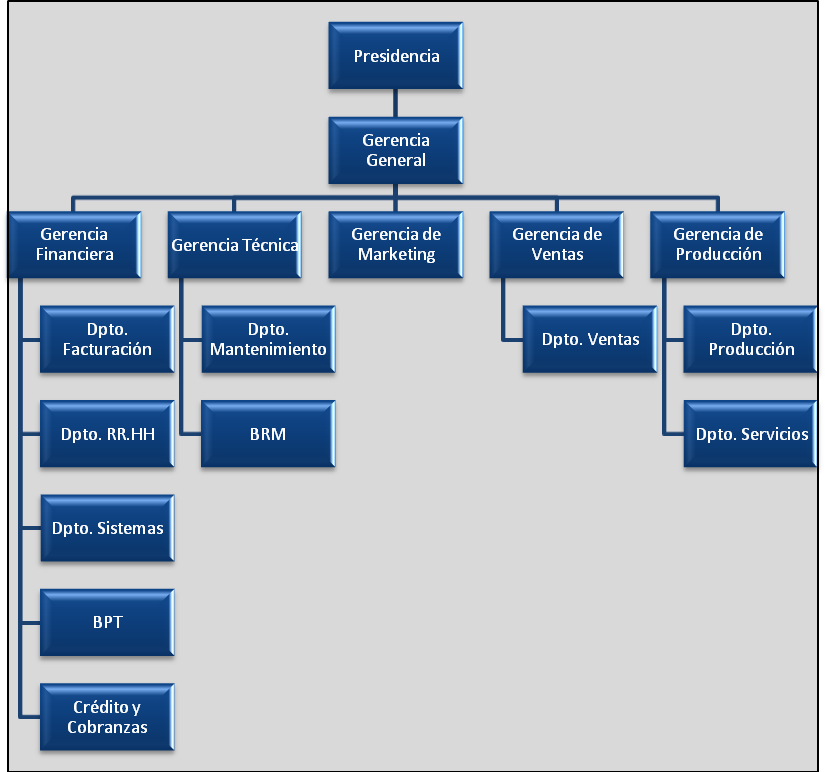 Presidencia
Gerencia
General
Gerencia
Financiera
Gerencia Técnica
Gerencia de
Marketing
Gerencia de
Ventas
Gerencia de
Producción
Dpto.
Facturación
Dpto.
Mantenimiento
Dpto. Ventas
Dpto.
Producción
Dpto. RR.HH
BRM
Dpto. Servicios
Dpto. Sistemas
BPT
Crédito y
Cobranzas